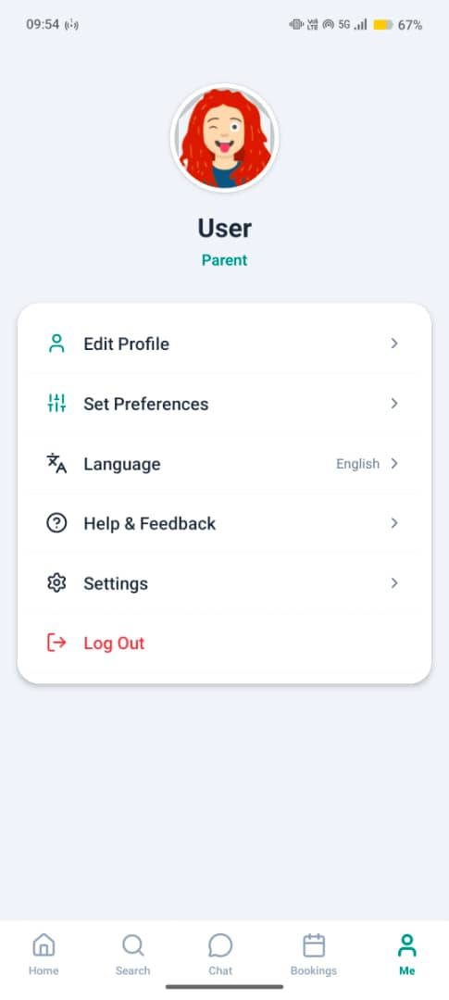 09:54
5G 67%
User
Parent
Edit Profile
Set Preferences
Language English
Help & Feedback
Settings
Log Out
Home Search Chat Bookings Me